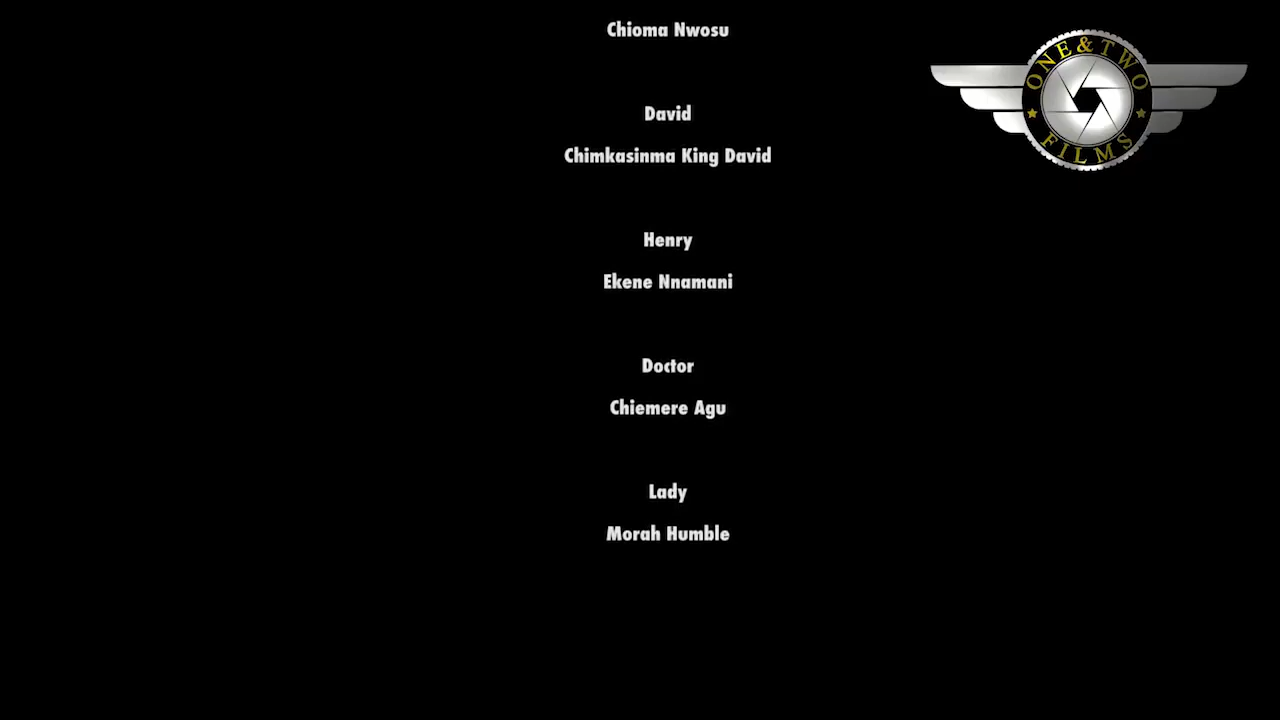 Chioma Nwosu
David
Chimkasinma King David
Henry
Ekene Nnamani
Doctor
Chiemere Agu
Lady
Morah Humble
ONE&TWO
FILMS